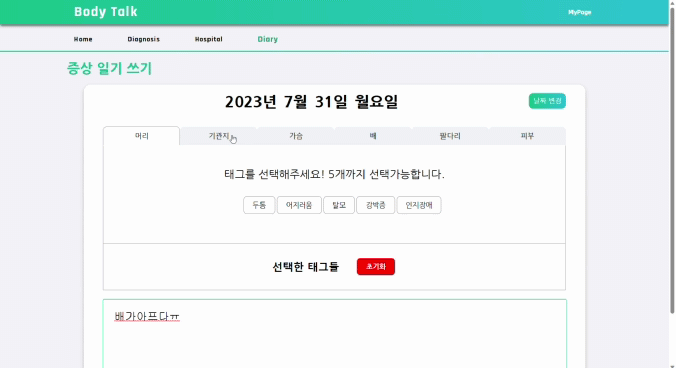 Body Talk
MyPage
Home Diagnosis Hospital Diary
증상 일기 쓰기
2023년 7월 31일 월요일
날짜 변경
머리 기관지 가슴 배 팔다리 피부
태그를 선택해주세요! 5개까지 선택가능합니다.
두통 어지러움 탈모 강박증 인지장애
선택한 태그들 초기화
배가아프다ㅠ